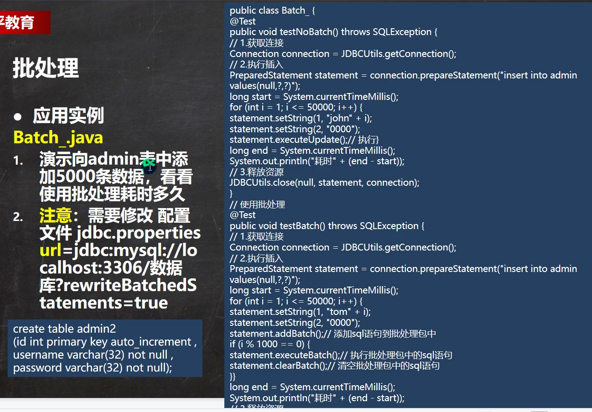 平教育
批处理
● 应用实例
Batch_.java
1. 演示向admin表中添
加5000条数据，看看
使用批处理耗时多久
2. 注意：需要修改 配置
文件 jdbc.properties
url=jdbc:mysql://lo
calhost:3306/数据
库?rewriteBatchedS
tatements=true
create table admin2
(id int primary key auto_increment ,
username varchar(32) not null ,
password varchar(32) not null);
public class Batch_ {
@Test
public void testNoBatch() throws SQLException {
// 1.获取连接
Connection connection = JDBCUtils.getConnection();
// 2.执行插入
PreparedStatement statement = connection.prepareStatement("insert into admin
values(null,?,?)");
long start = System.currentTimeMillis();
for (int i = 1; i <= 50000; i++) {
statement.setString(1, "john" + i);
statement.setString(2, "0000");
statement.executeUpdate();// 执行}
long end = System.currentTimeMillis();
System.out.println("耗时" + (end - start));
// 3.释放资源
JDBCUtils.close(null, statement, connection);
}
// 使用批处理
@Test
public void testBatch() throws SQLException {
// 1.获取连接
Connection connection = JDBCUtils.getConnection();
// 2.执行插入
PreparedStatement statement = connection.prepareStatement("insert into admin
values(null,?,?)");
long start = System.currentTimeMillis();
for (int i = 1; i <= 50000; i++) {
statement.setString(1, "tom" + i);
statement.setString(2, "0000");
statement.addBatch();// 添加sql语句到批处理包中
if (i % 1000 == 0) {
statement.executeBatch();// 执行批处理包中的sql语句
statement.clearBatch();// 清空批处理包中的sql语句
}}
long end = System.currentTimeMillis();
System.out.println("耗时" + (end - start));
// 3.释放资源